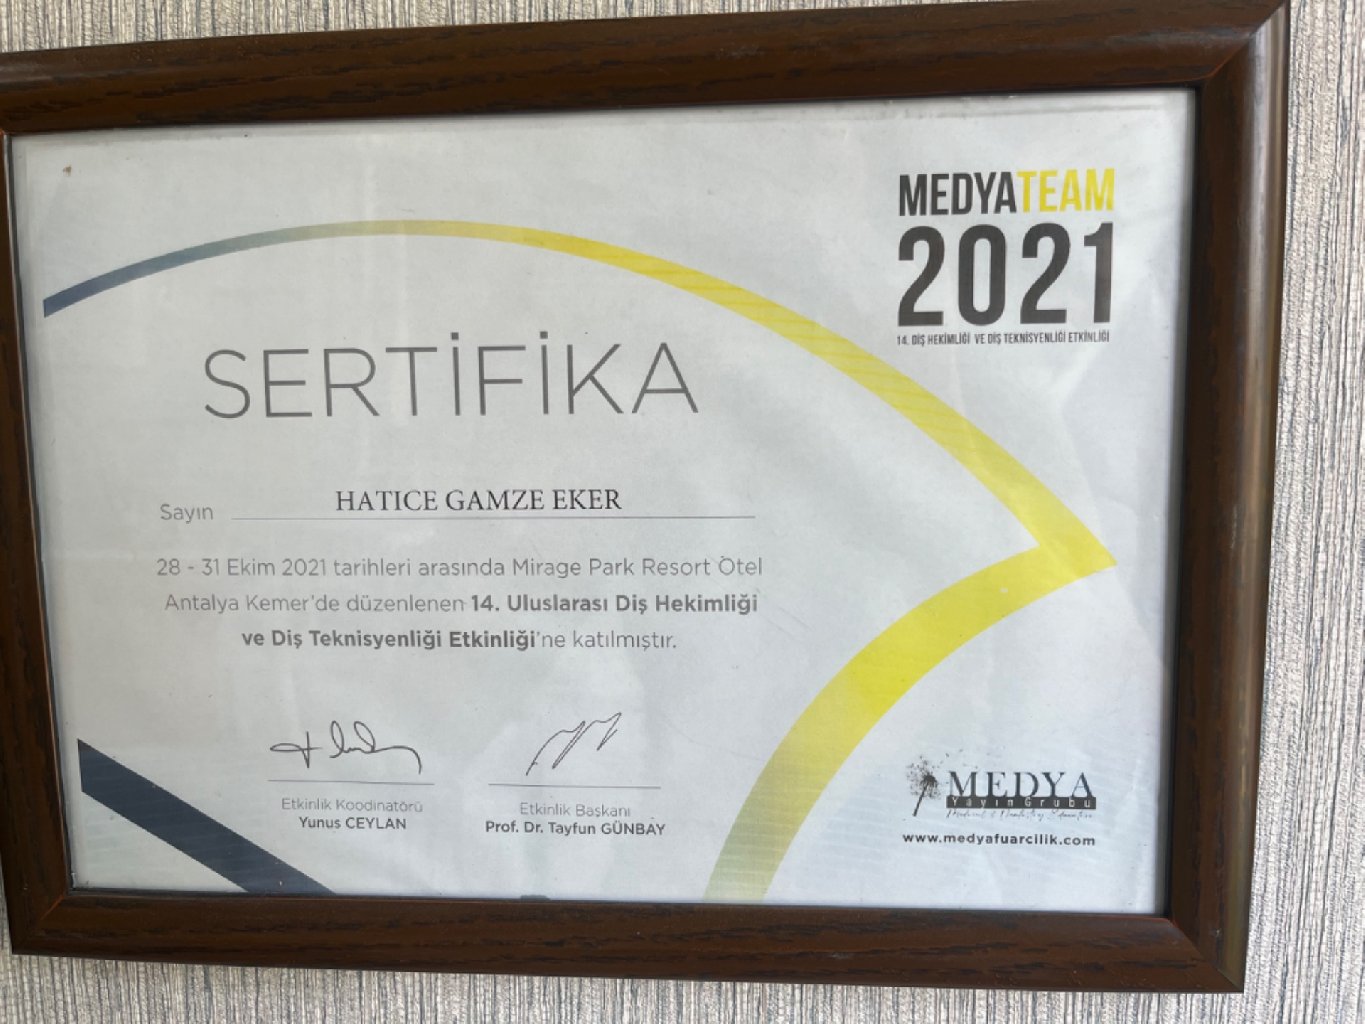 MEDYATEAM
2021
14. DİŞ HEKİMLİĞİ VE DİŞ TEKNİSYENLİĞİ ETKİNLİĞİ
SERTİFİKA
Sayın HATICE GAMZE EKER
28 - 31 Ekim 2021 tarihleri arasında Mirage Park Resort Otel
Antalya Kemer'de düzenlenen 14. Uluslarası Diş Hekimliği
ve Diş Teknisyenliği Etkinliği'ne katılmıştır.
Etkinlik Koodinatörü
Yunus CEYLAN
Etkinlik Başkanı
Prof. Dr. Tayfun GÜNBAY
MEDYA
Yayın Grubu
www.medyafuarcilik.com